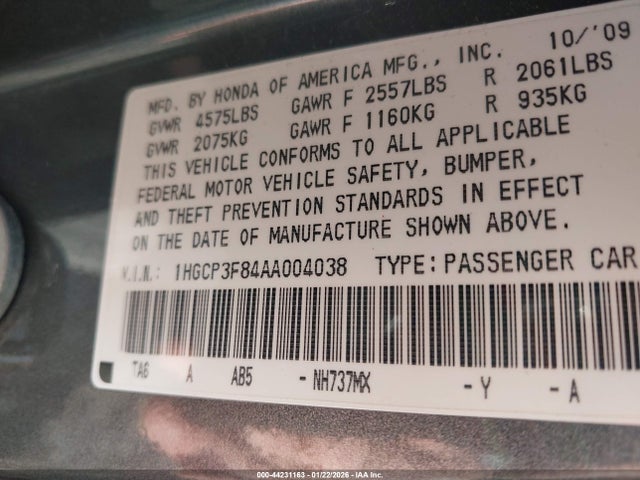 MFD. BY HONDA OF AMERICA MFG., INC. 10/'09
GVWR 4575LBS GAWR F 2557LBS R 2061LBS
GVWR 2075KG GAWR F 1160KG R 935KG
THIS VEHICLE CONFORMS TO ALL APPLICABLE
FEDERAL MOTOR VEHICLE SAFETY, BUMPER,
AND THEFT PREVENTION STANDARDS IN EFFECT
ON THE DATE OF MANUFACTURE SHOWN ABOVE.
V.I.N.: 1HGCP3F84AA004038 TYPE: PASSENGER CAR
TA6 A AB5 - NH737MX - Y - A
000-44231163 - 01/22/2026 - IAA Inc.